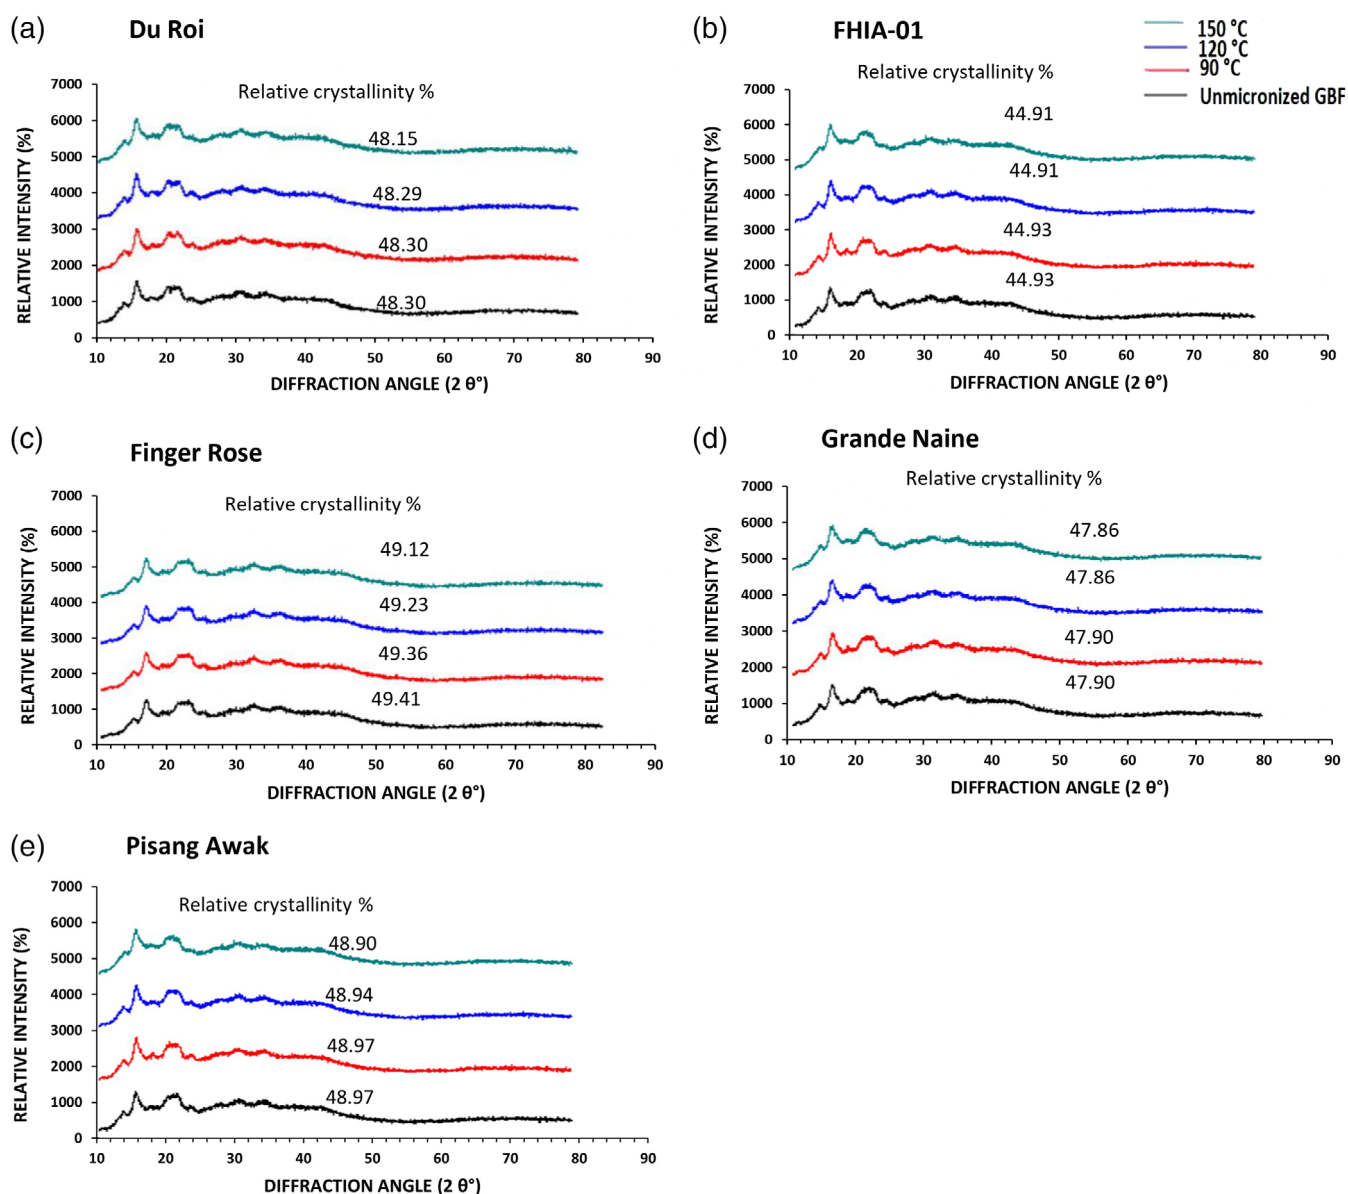 (a) Du Roi
Relative crystallinity %
RELATIVE INTENSITY (%)
7000
6000
5000
4000
3000
2000
1000
0
48.15
48.29
48.30
48.30
10 20 30 40 50 60 70 80 90
DIFFRACTION ANGLE (2 θ°)
(b) FHIA-01
150 °C
120 °C
90 °C
Unmicronized GBF
Relative crystallinity %
RELATIVE INTENSITY (%)
7000
6000
5000
4000
3000
2000
1000
0
44.91
44.91
44.93
44.93
10 20 30 40 50 60 70 80 90
DIFFRACTION ANGLE (2 θ°)
(c) Finger Rose
Relative crystallinity %
RELATIVE INTENSITY (%)
7000
6000
5000
4000
3000
2000
1000
0
49.12
49.23
49.36
49.41
10 20 30 40 50 60 70 80 90
DIFFRACTION ANGLE (2 θ°)
(d) Grande Naine
Relative crystallinity %
RELATIVE INTENSITY (%)
7000
6000
5000
4000
3000
2000
1000
0
47.86
47.86
47.90
47.90
10 20 30 40 50 60 70 80 90
DIFFRACTION ANGLE (2 θ°)
(e) Pisang Awak
Relative crystallinity %
RELATIVE INTENSITY (%)
7000
6000
5000
4000
3000
2000
1000
0
48.90
48.94
48.97
48.97
10 20 30 40 50 60 70 80 90
DIFFRACTION ANGLE (2 θ°)